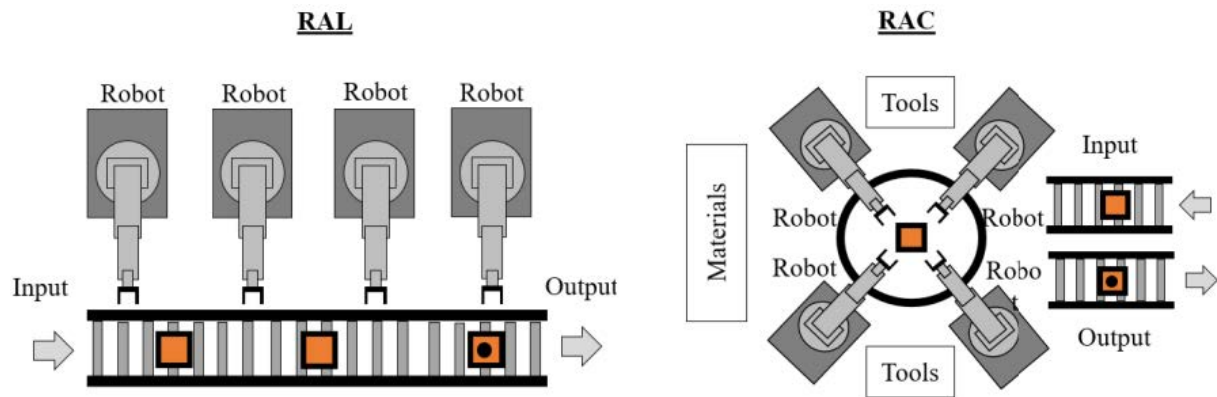 RAL
Robot
Robot
Robot
Robot
Input
Output
RAC
Tools
Input
Materials
Robot
Robot
Robot
Robo
t
Output
Tools